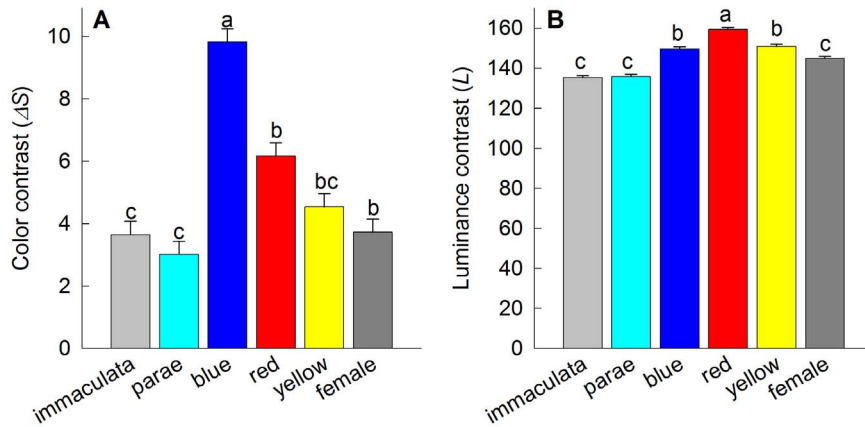 A
Color contrast (ΔS)
10
8
6
4
2
0
c
c
a
b
bc
b
immaculata
parae
blue
red
yellow
female
B
Luminance contrast (L)
160
140
120
100
80
60
40
20
0
c
c
b
a
b
c
immaculata
parae
blue
red
yellow
female